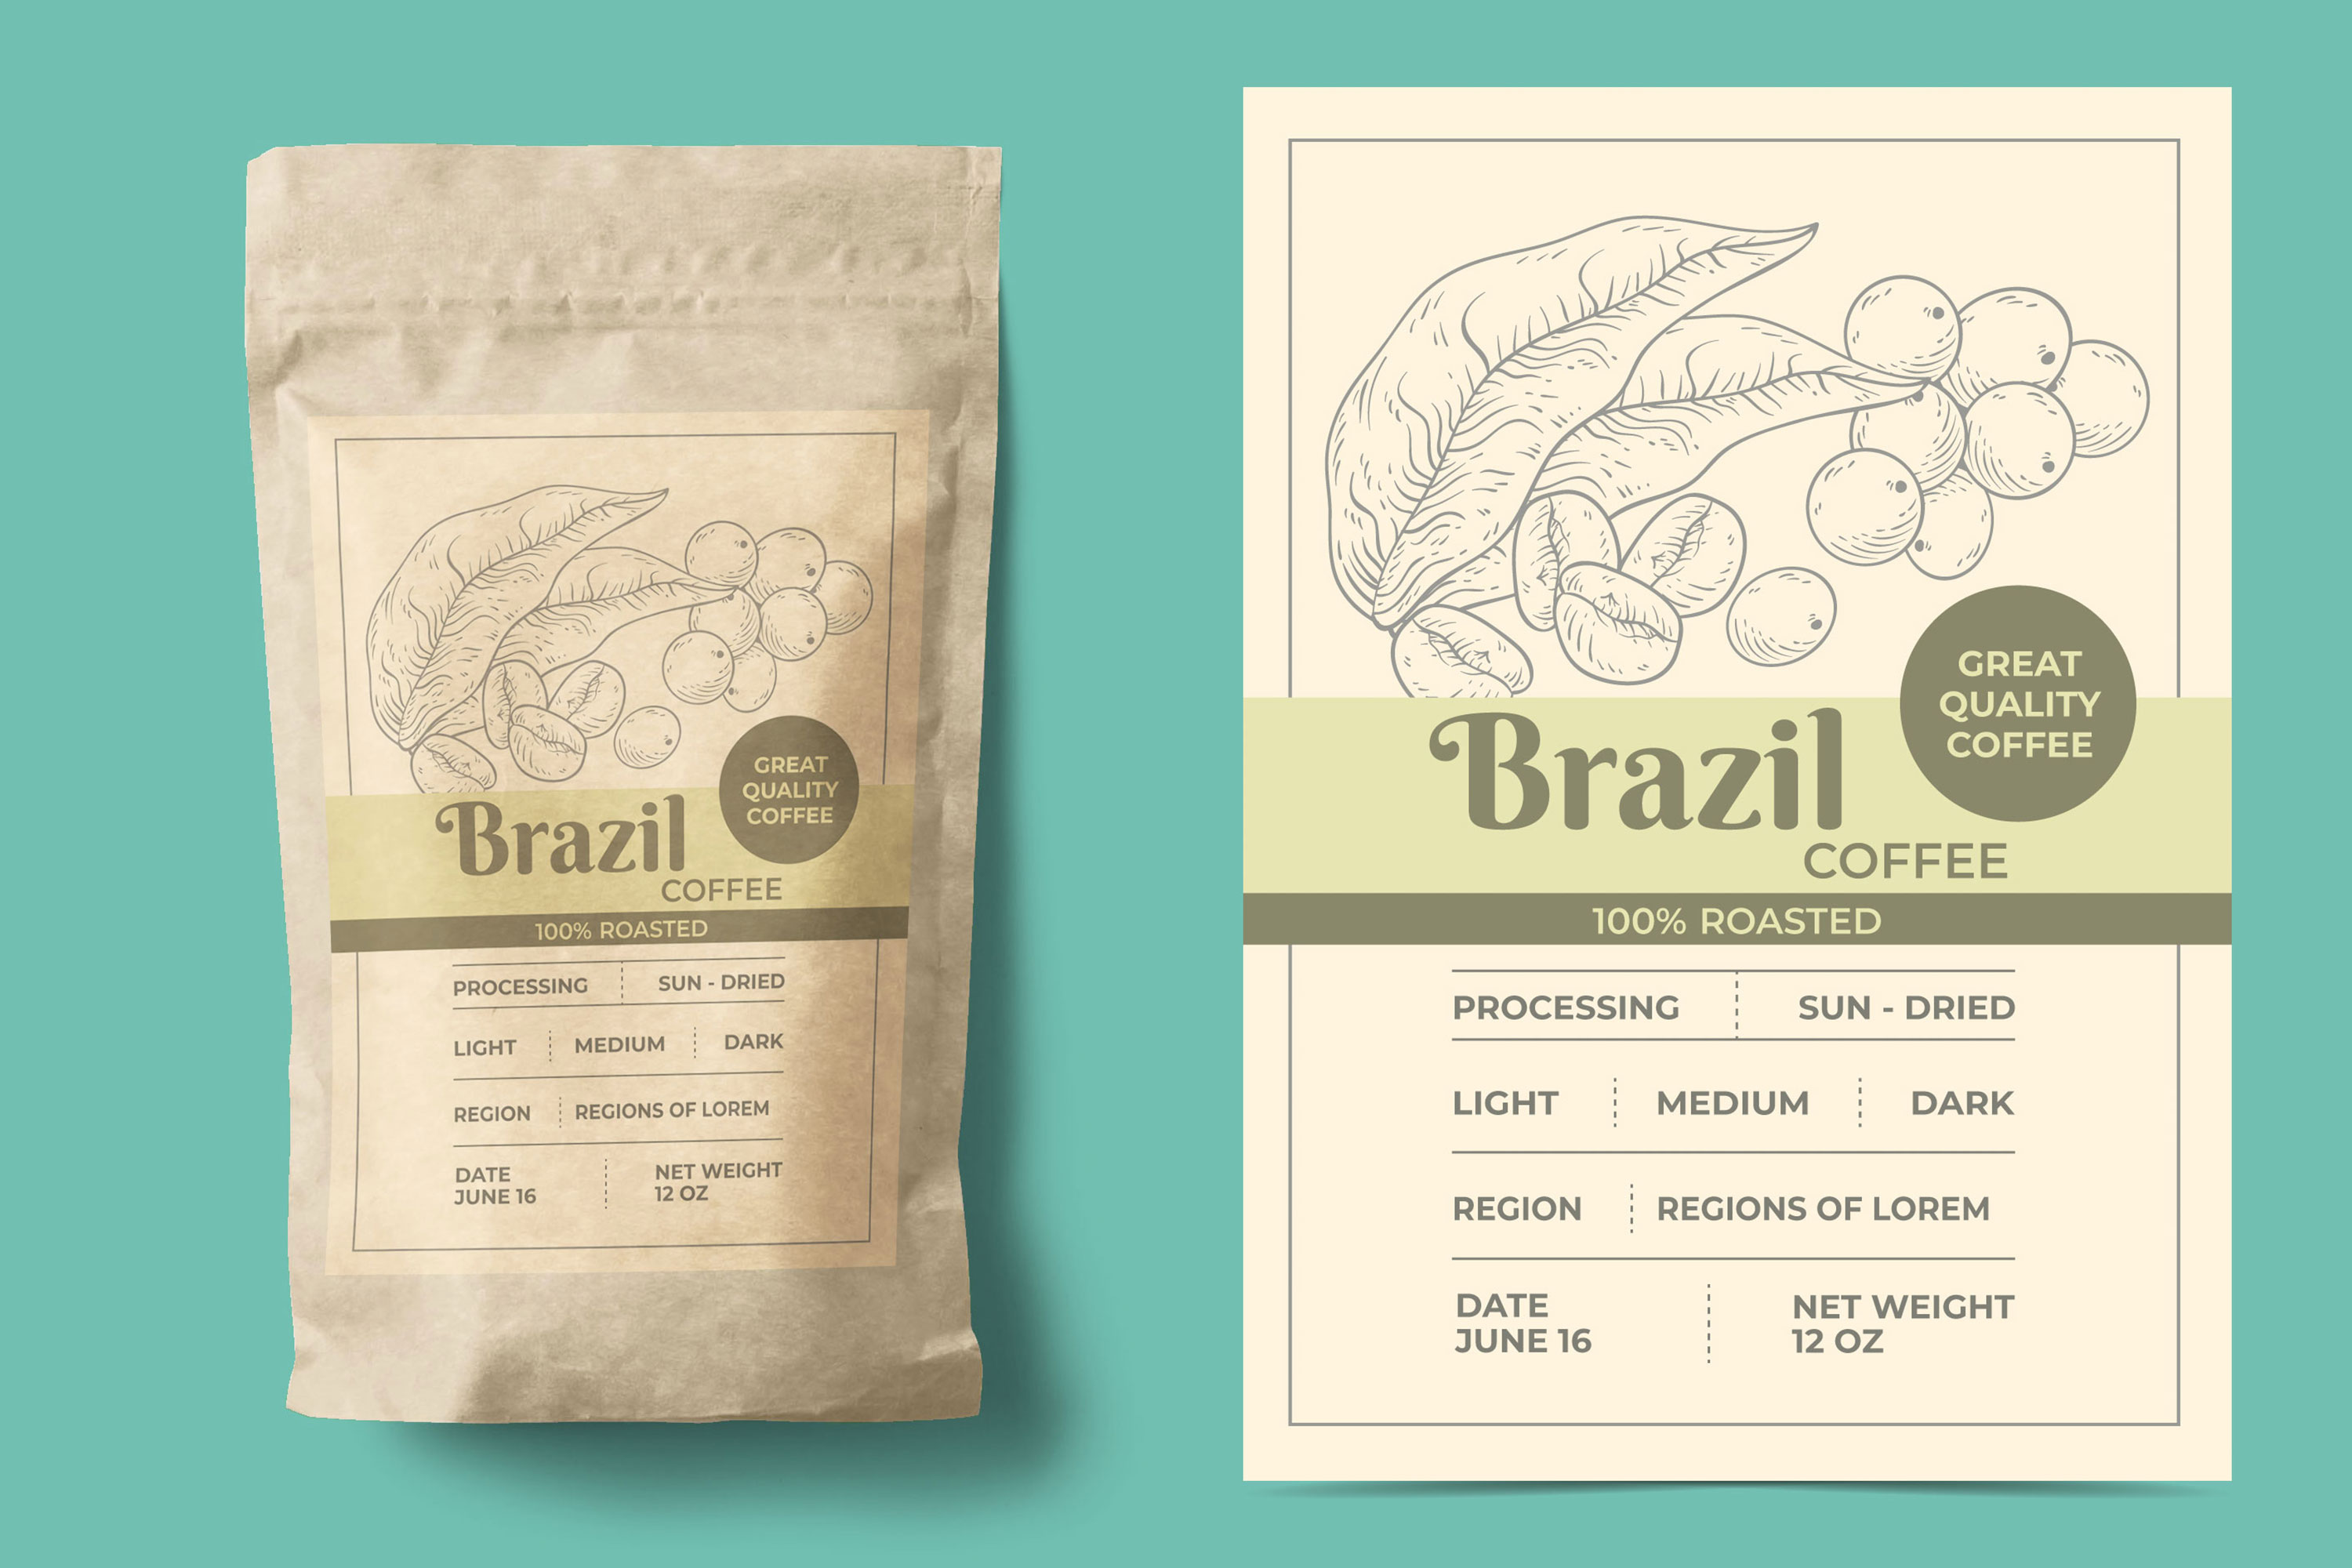 GREAT
QUALITY
COFFEE
Brazil
COFFEE
100% ROASTED
PROCESSING SUN - DRIED
LIGHT MEDIUM DARK
REGION REGIONS OF LOREM
DATE NET WEIGHT
JUNE 16 12 OZ
GREAT
QUALITY
COFFEE
Brazil
COFFEE
100% ROASTED
PROCESSING SUN - DRIED
LIGHT MEDIUM DARK
REGION REGIONS OF LOREM
DATE NET WEIGHT
JUNE 16 12 OZ